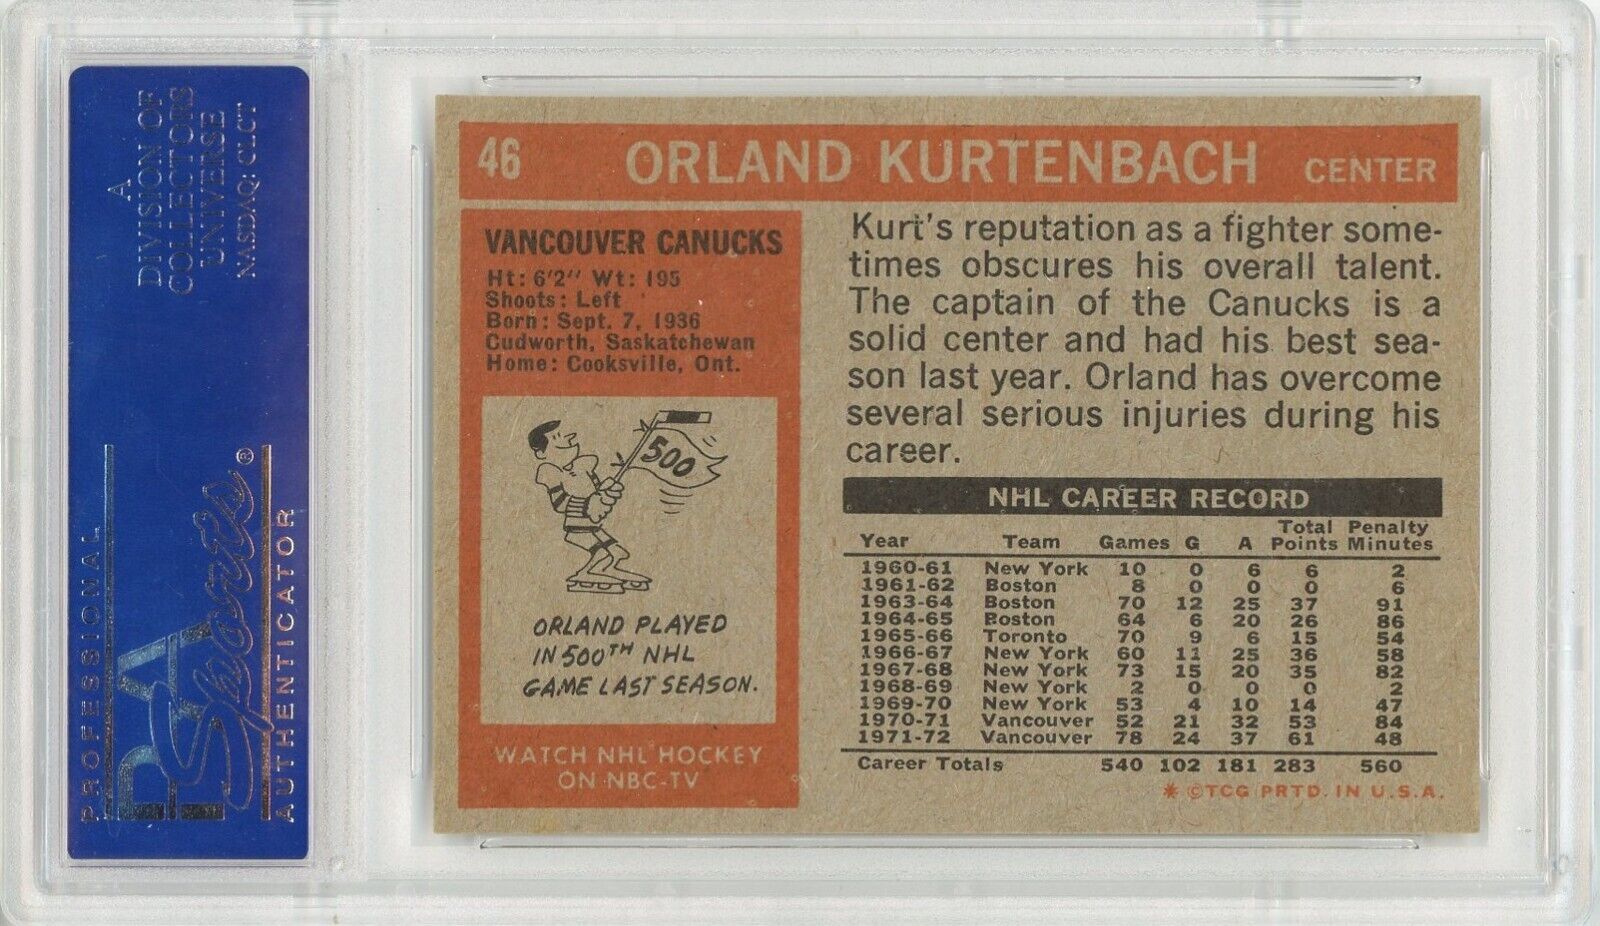 A
DIVISION OF
COLLECTORS
UNIVERSE
NASDAQ: CLCT
PROFESSIONAL
PSA
Sports®
AUTHENTICATOR
46 ORLAND KURTENBACH CENTER
VANCOUVER CANUCKS
Ht: 6'2" Wt: 195
Shoots: Left
Born: Sept. 7, 1936
Cudworth, Saskatchewan
Home: Cooksville, Ont.
500
ORLAND PLAYED
IN 500TH NHL
GAME LAST SEASON.
WATCH NHL HOCKEY
ON NBC-TV
Kurt's reputation as a fighter some-
times obscures his overall talent.
The captain of the Canucks is a
solid center and had his best sea-
son last year. Orland has overcome
several serious injuries during his
career.
NHL CAREER RECORD
Year Team Games G A Total Points Penalty Minutes
1960-61 New York 10 0 6 6 2
1961-62 Boston 8 0 0 0 6
1963-64 Boston 70 12 25 37 91
1964-65 Boston 64 6 20 26 86
1965-66 Toronto 70 9 6 15 54
1966-67 New York 60 11 25 36 58
1967-68 New York 73 15 20 35 82
1968-69 New York 2 0 0 0 2
1969-70 New York 53 4 10 14 47
1970-71 Vancouver 52 21 32 53 84
1971-72 Vancouver 78 24 37 61 48
Career Totals 540 102 181 283 560
* ©TCG PRTD. IN U.S.A.